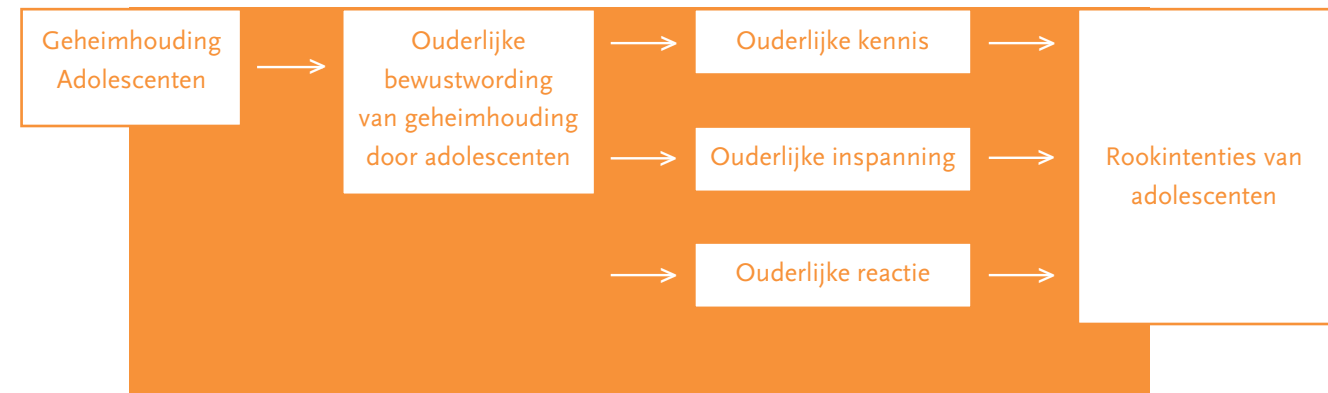 Geheimhouding
Adolescenten
Ouderlijke
bewustwording
van geheimhouding
door adolescenten
Ouderlijke kennis
Ouderlijke inspanning
Ouderlijke reactie
Rookintenties van
adolescenten